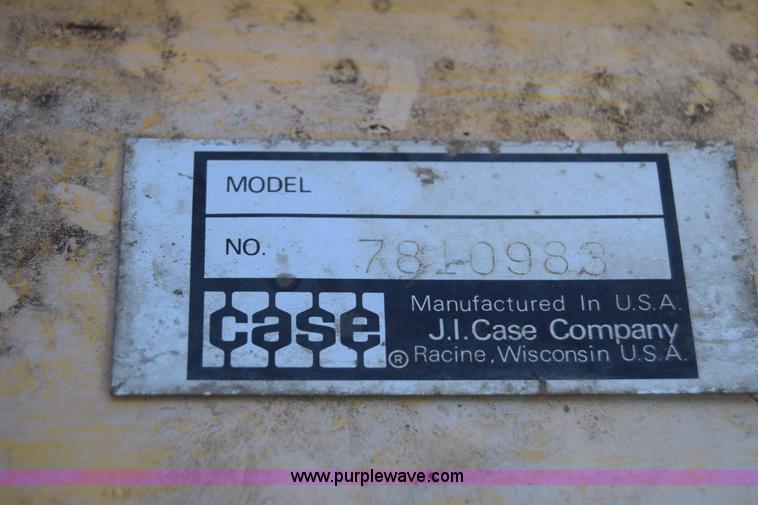 MODEL
NO. 7810983
case
Manufactured In U.S.A.
J.I. Case Company
® Racine, Wisconsin U.S.A.
www.purplewave.com